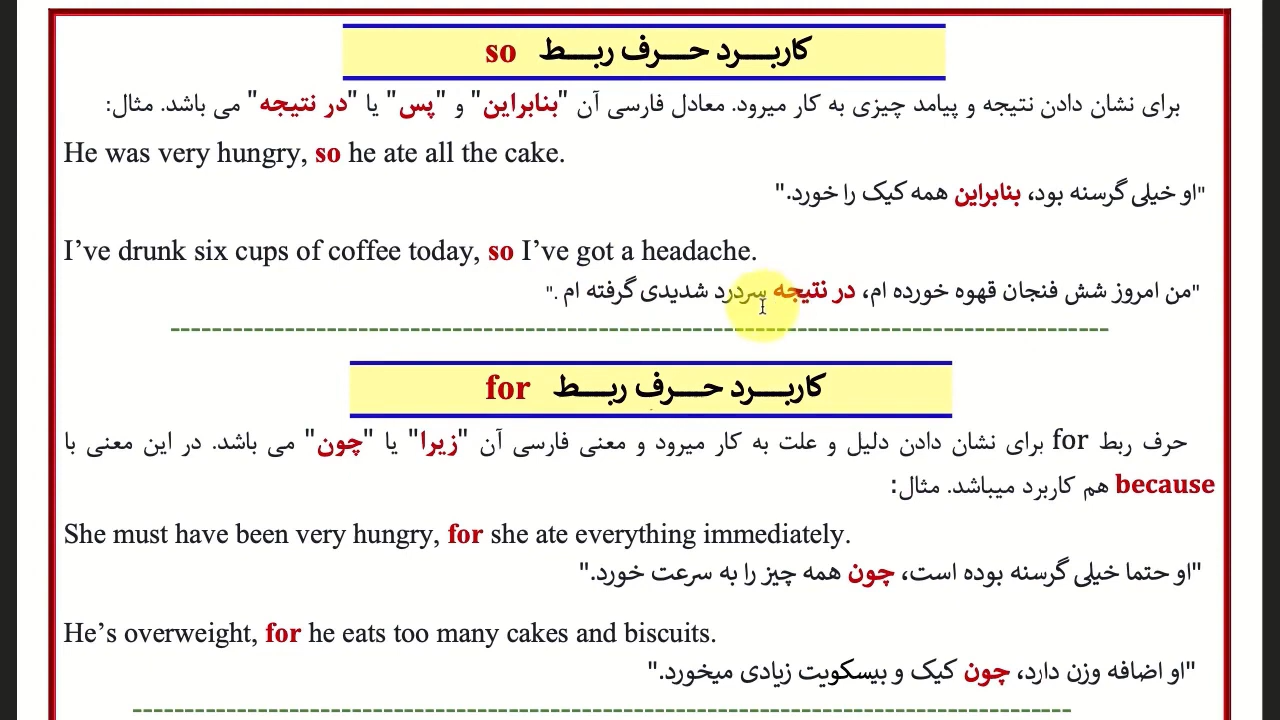 کاربـــرد حـــرف ربـــط so
برای نشان دادن نتیجه و پیامد چیزی به کار میرود. معادل فارسی آن "بنابراین" و "پس" یا "در نتیجه" می باشد. مثال:
He was very hungry, so he ate all the cake.
"او خیلی گرسنه بود، بنابراین همه کیک را خورد."
I’ve drunk six cups of coffee today, so I’ve got a headache.
"من امروز شش فنجان قهوه خورده ام، در نتیجه سردرد شدیدی گرفته ام ."
کاربـــرد حـــرف ربـــط for
حرف ربط for برای نشان دادن دلیل و علت به کار میرود و معنی فارسی آن "زیرا" یا "چون" می باشد. در این معنی با
because هم کاربرد میباشد. مثال:
She must have been very hungry, for she ate everything immediately.
"او حتما خیلی گرسنه بوده است، چون همه چیز را به سرعت خورد."
He’s overweight, for he eats too many cakes and biscuits.
"او اضافه وزن دارد، چون کیک و بیسکویت زیادی میخورد."